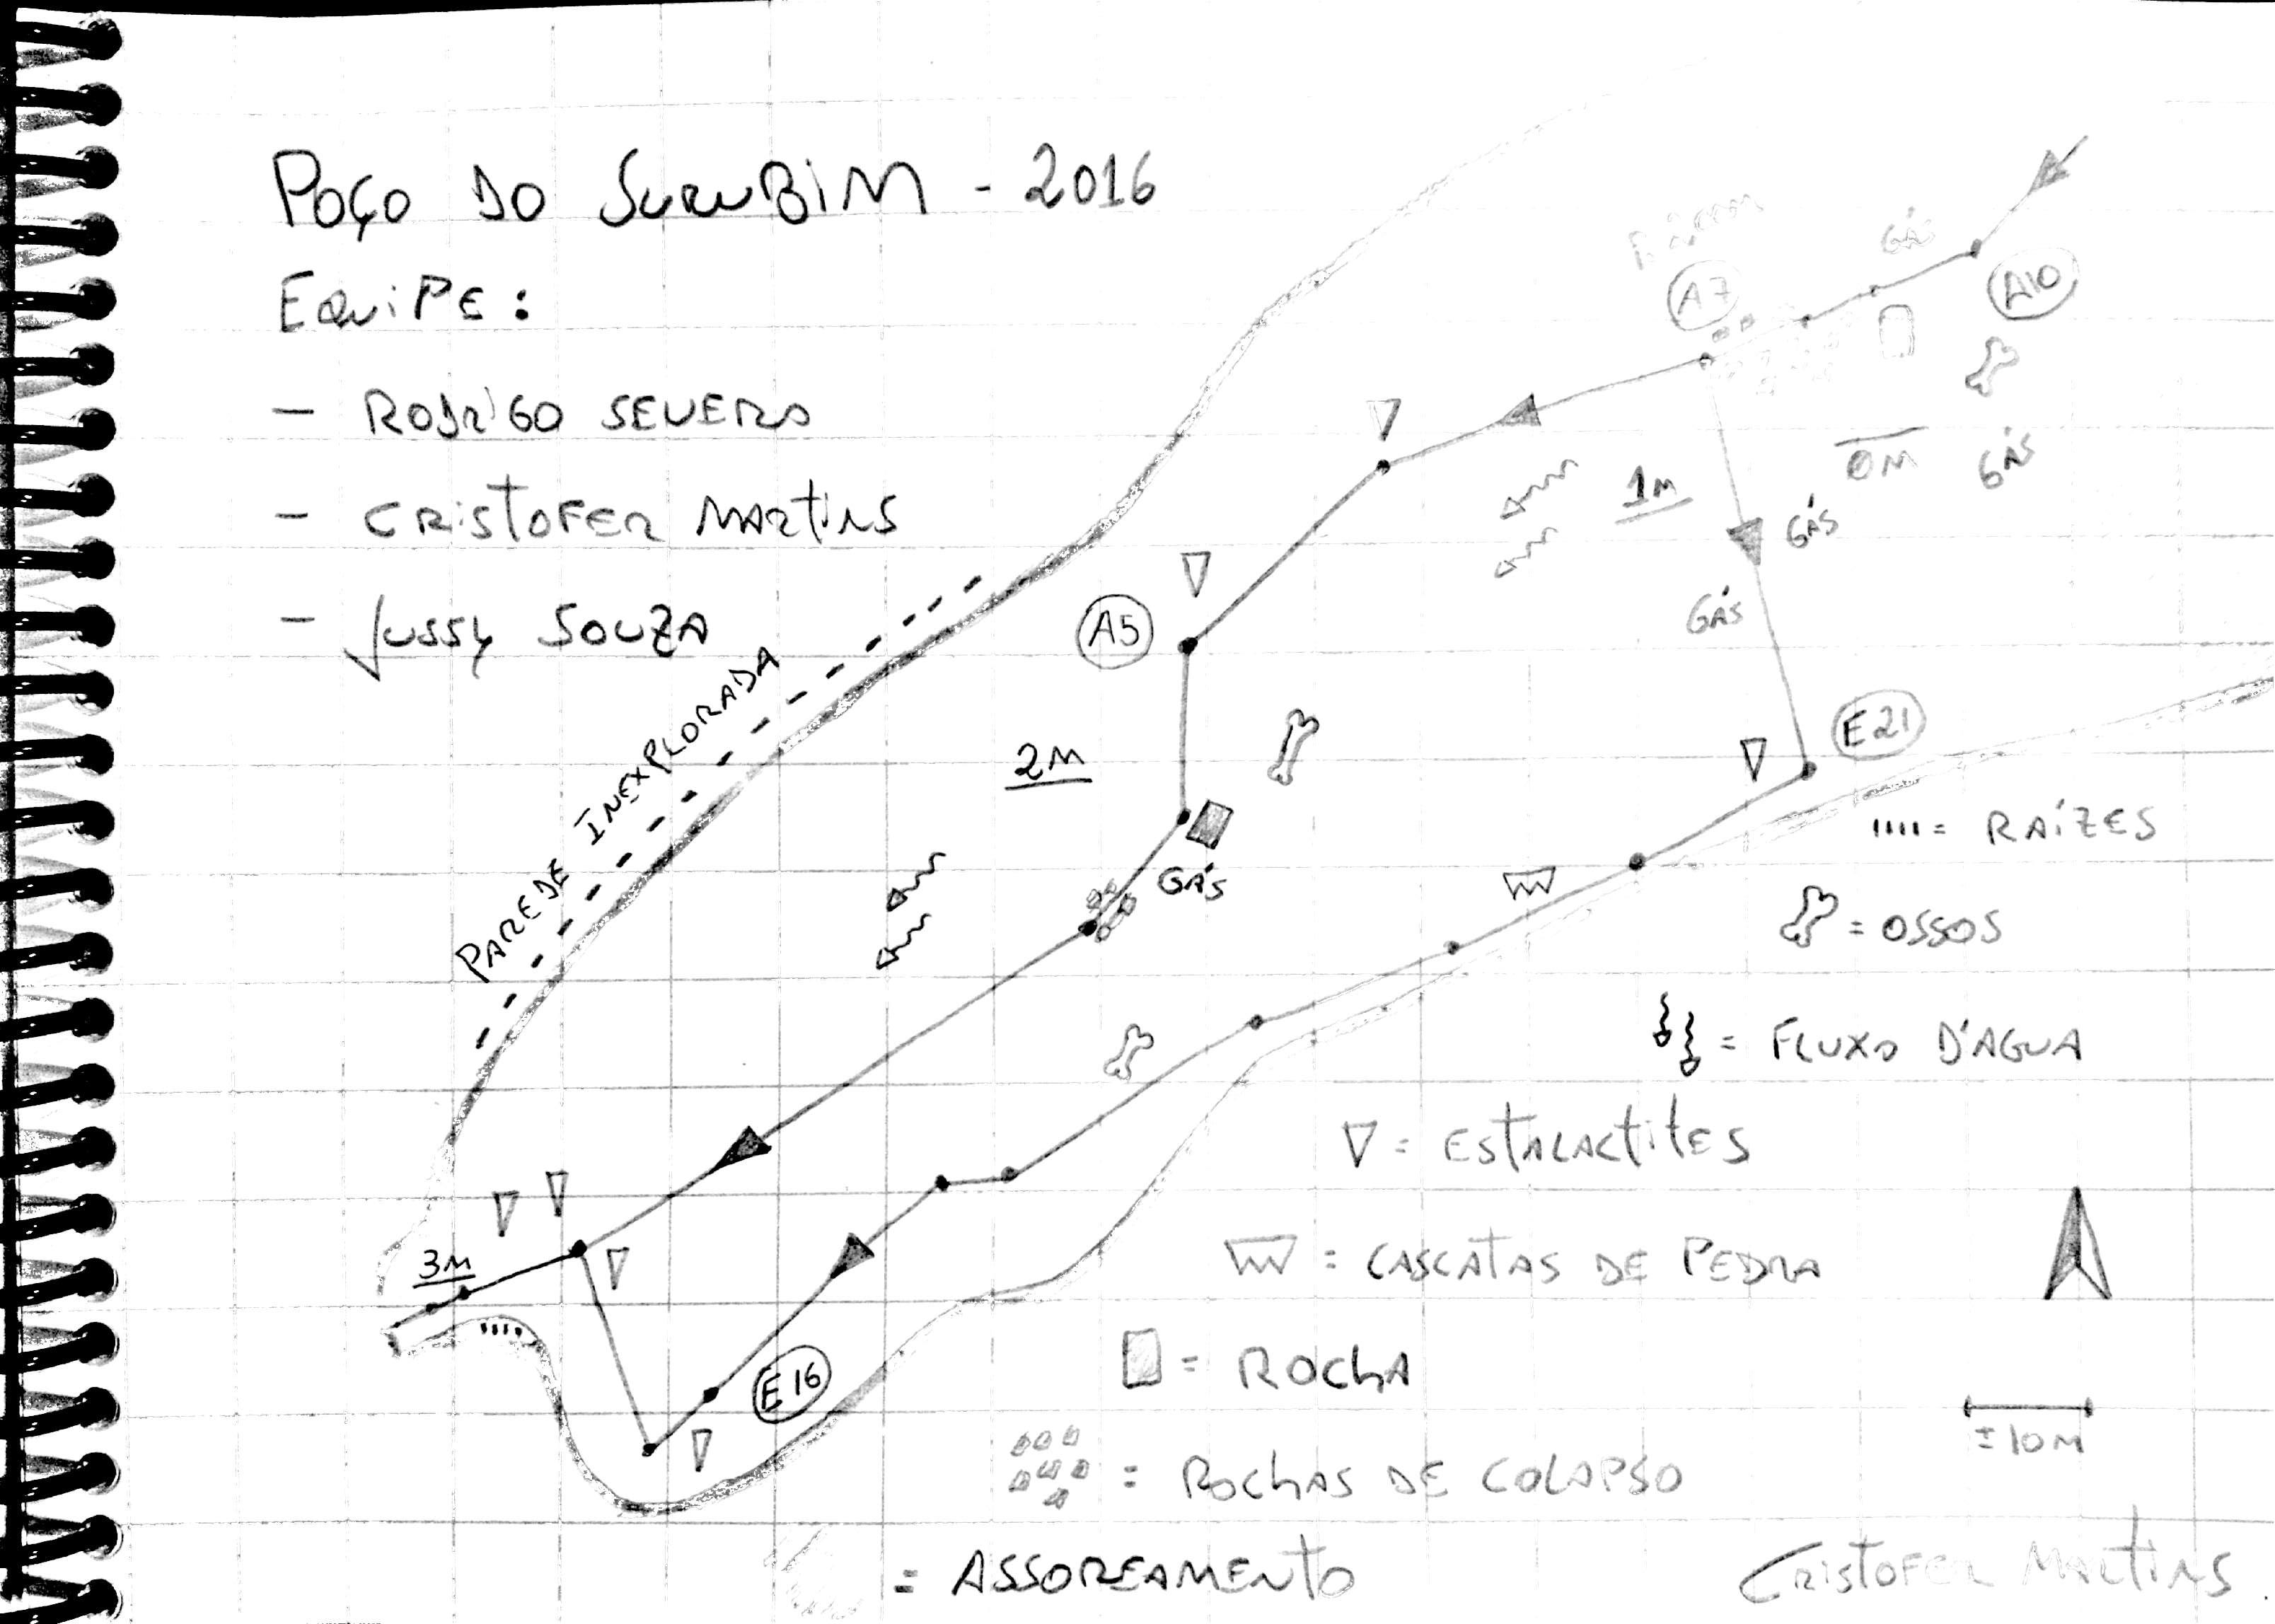 POÇO DO SURUBIM - 2016
EQUIPE:
- RODRIGO SEVERO
- CRISTOFER MARTINS
- JUSSY SOUZA
PAREDE INEXPLORADA
A7
GÁS
A10
1M
0M
GÁS
GÁS
GÁS
A5
2M
GÁS
E21
3M
E16
= RAÍZES
= OSSOS
= FLUXO D'AGUA
= ESTALACTITES
= CASCATAS DE PEDRA
= ROCHA
= ROCHAS DE COLAPSO
= ASSOREAMENTO
± 10M
CRISTOFER MARTINS